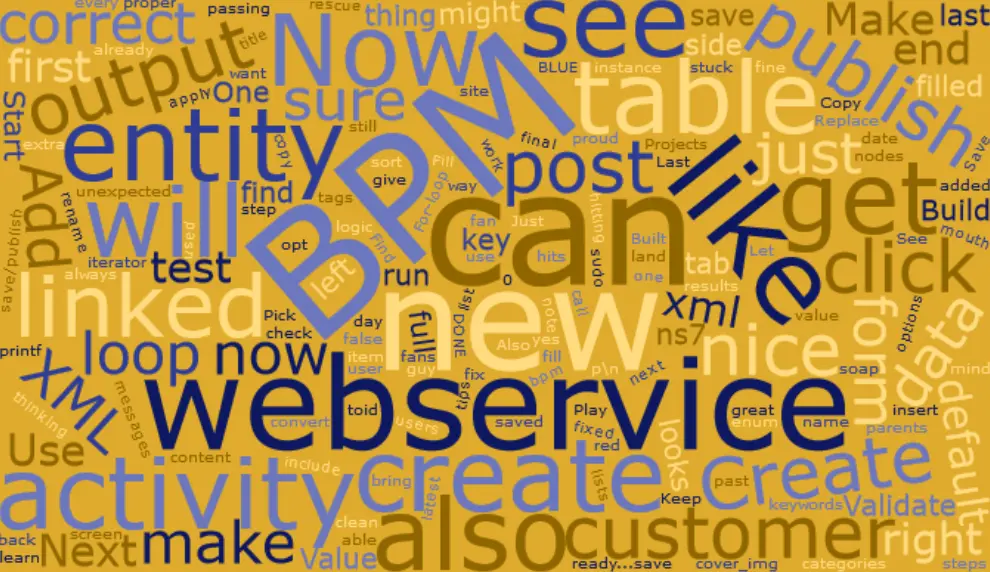 every proper
passing
rescue
thing
might
see
save
Make
last
correct
already
title
output
Now
BLUE
instance
stuck
fine
side
publish
end
first
want
apply
One
sure
site
table
Copy
Replace
filled
Start
extra
entity
copy
still
BPM
work
final
proud
post
Projects
Last
like
just
date
nodes
save
Add
rename
unexpected
will
find
step
sort
give
tags
Fill
way
For-loop
can
get
added
Build
mouth
save/publish
used
logic
Find
fan
Just
hitting
sudo
Built
land
one
Let
See
iterator
always
test
opt
left
key
use
hits
0
run
tab
results
click
linked
Pick
check
day
false
full
list
DONE
new
note
yes
call
xml
ns7
value
form
options
data
printf
loop
now
item
user
fans
guy
Also
fill
bpm
p\n
next
nice
soap
mind
XML
thinking
messages
webservice
toid
tips
fix
Play
fixed
red
great
enum
name
insert
parents
default
convert
users
saved
Use
content
include
activity
create
bring
latest
lists
looks
create
past
keywords
Validate
Keep
back
learn
screen
Next
make
clean
able
Value
also
customer
right
ready...save
cover_img
categories
steps